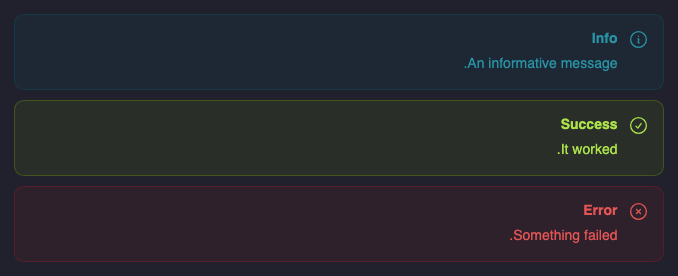 Info
.An informative message
Success
.It worked
Error
.Something failed